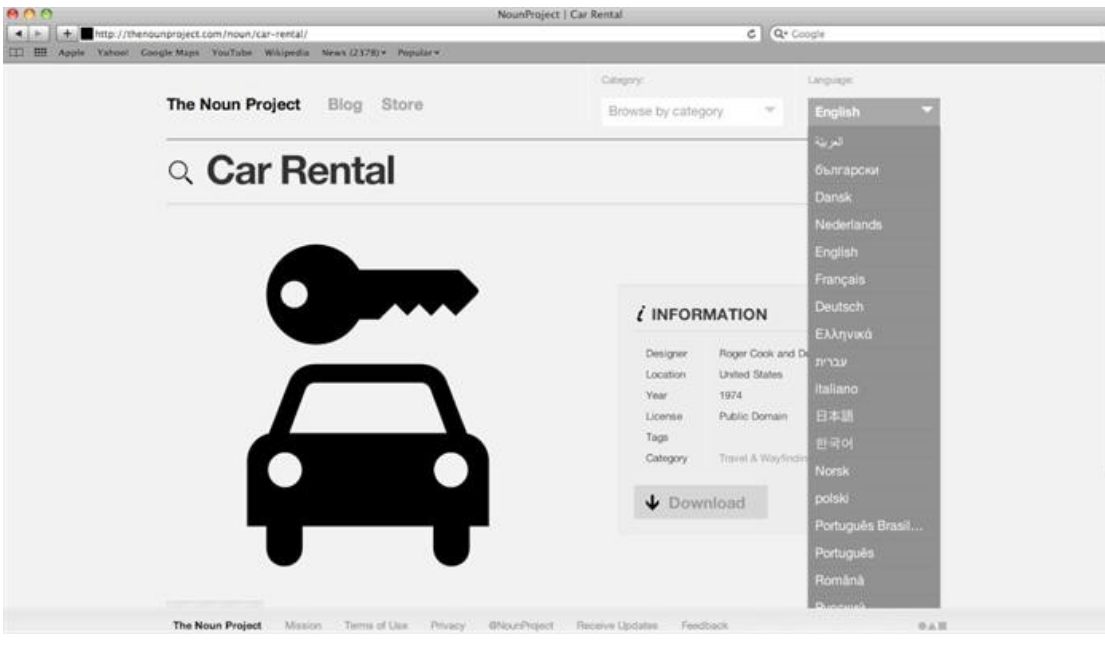 NounProject | Car Rental
http://thenounproject.com/noun/car-rental/
Google
Apple Yahoo! Google Maps YouTube Wikipedia News (2378) Popular
Category:
Language:
The Noun Project Blog Store
Browse by category
English
Car Rental
العربيّة
български
Dansk
Nederlands
English
Français
Deutsch
Ελληνικά
עברית
Italiano
日本語
한국어
Norsk
polski
Português Brasil...
Português
Română
Русский
i INFORMATION
Designer Roger Cook and D
Location United States
Year 1974
License Public Domain
Tags
Category Travel & Wayfindin
Download
The Noun Project Mission Terms of Use Privacy @NounProject Receive Updates Feedback